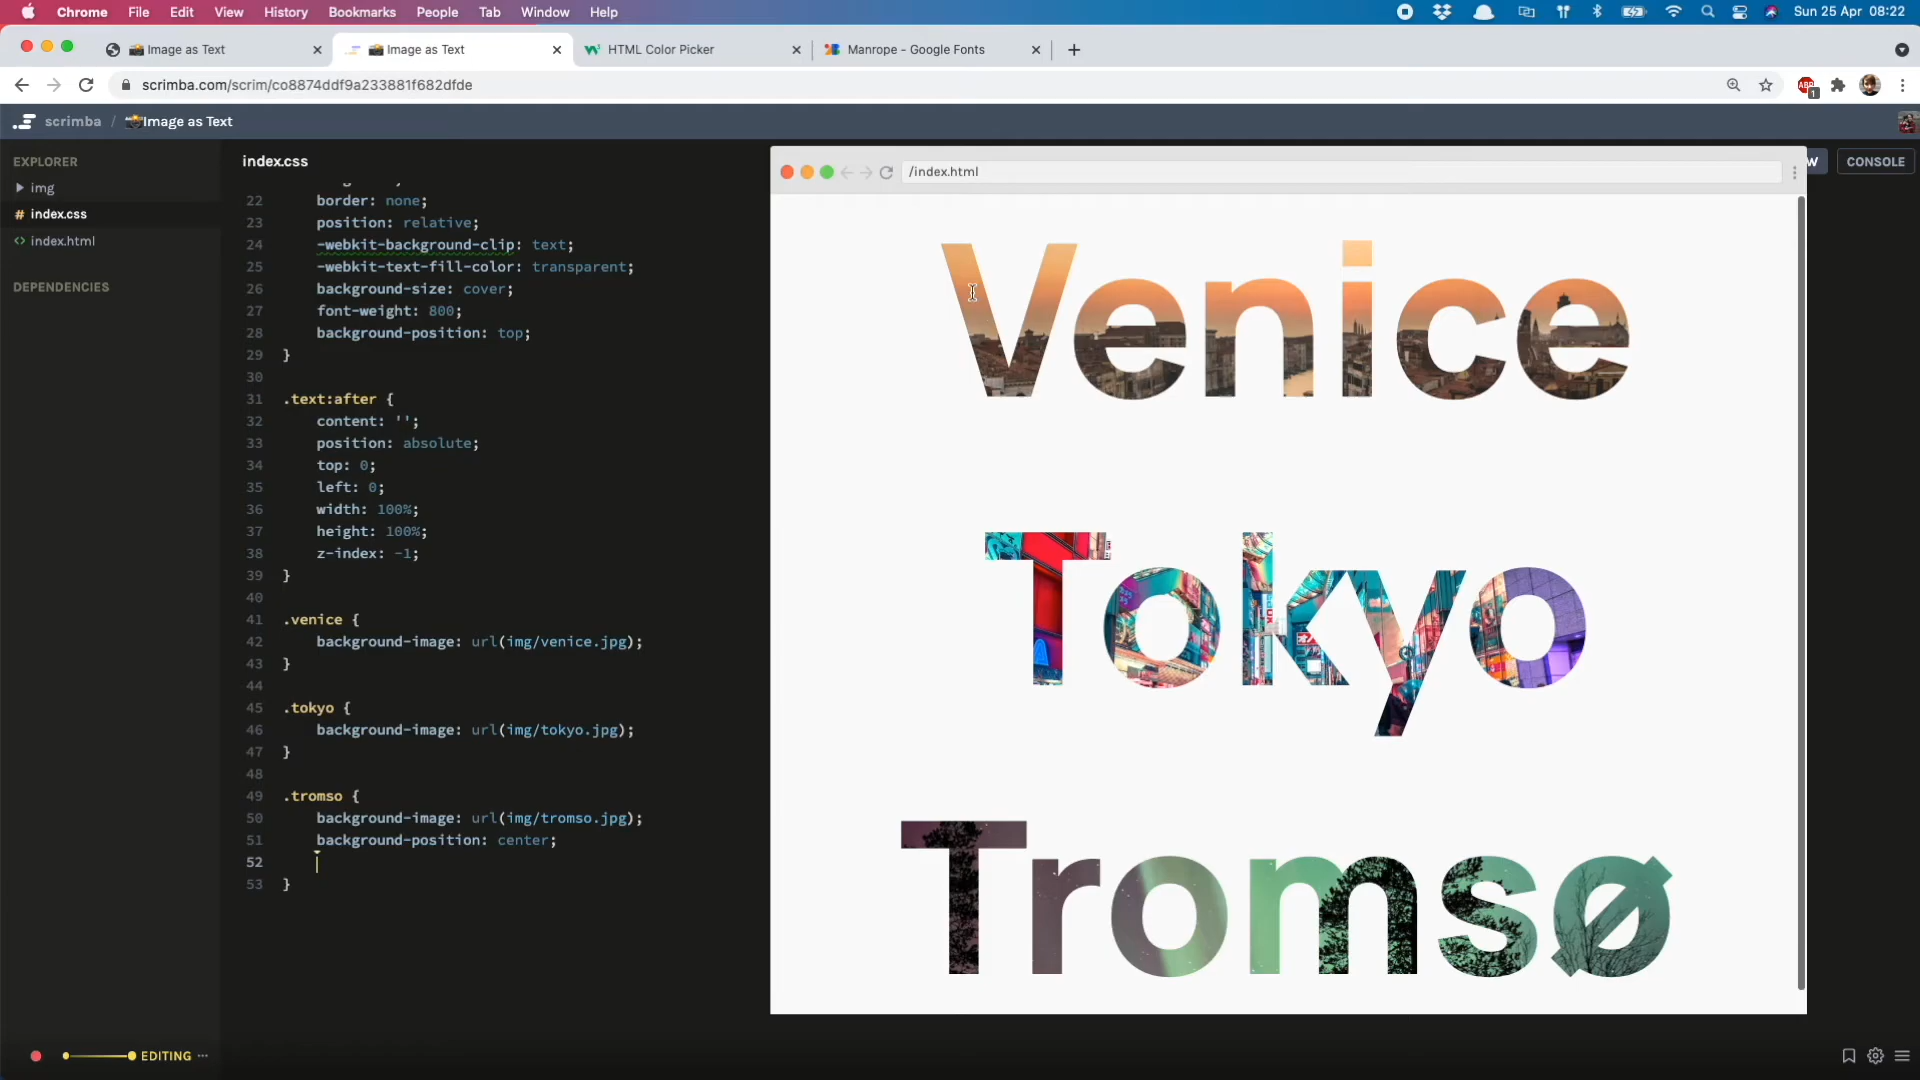 Chrome File Edit View History Bookmarks People Tab Window Help Sun 25 Apr 08:22
Image as Text Image as Text HTML Color Picker Manrope - Google Fonts
scrimba.com/scrim/co8874ddf9a233881f682dfde ABP 1
scrimba / Image as Text
EXPLORER
img
# index.css
<> index.html
DEPENDENCIES
index.css
22 border: none;
23 position: relative;
24 -webkit-background-clip: text;
25 -webkit-text-fill-color: transparent;
26 background-size: cover;
27 font-weight: 800;
28 background-position: top;
29 }
30
31 .text:after {
32 content: '';
33 position: absolute;
34 top: 0;
35 left: 0;
36 width: 100%;
37 height: 100%;
38 z-index: -1;
39 }
40
41 .venice {
42 background-image: url(img/venice.jpg);
43 }
44
45 .tokyo {
46 background-image: url(img/tokyo.jpg);
47 }
48
49 .tromso {
50 background-image: url(img/tromso.jpg);
51 background-position: center;
52
53 }
/index.html
W CONSOLE
Venice
Tokyo
Tromsø
EDITING ···